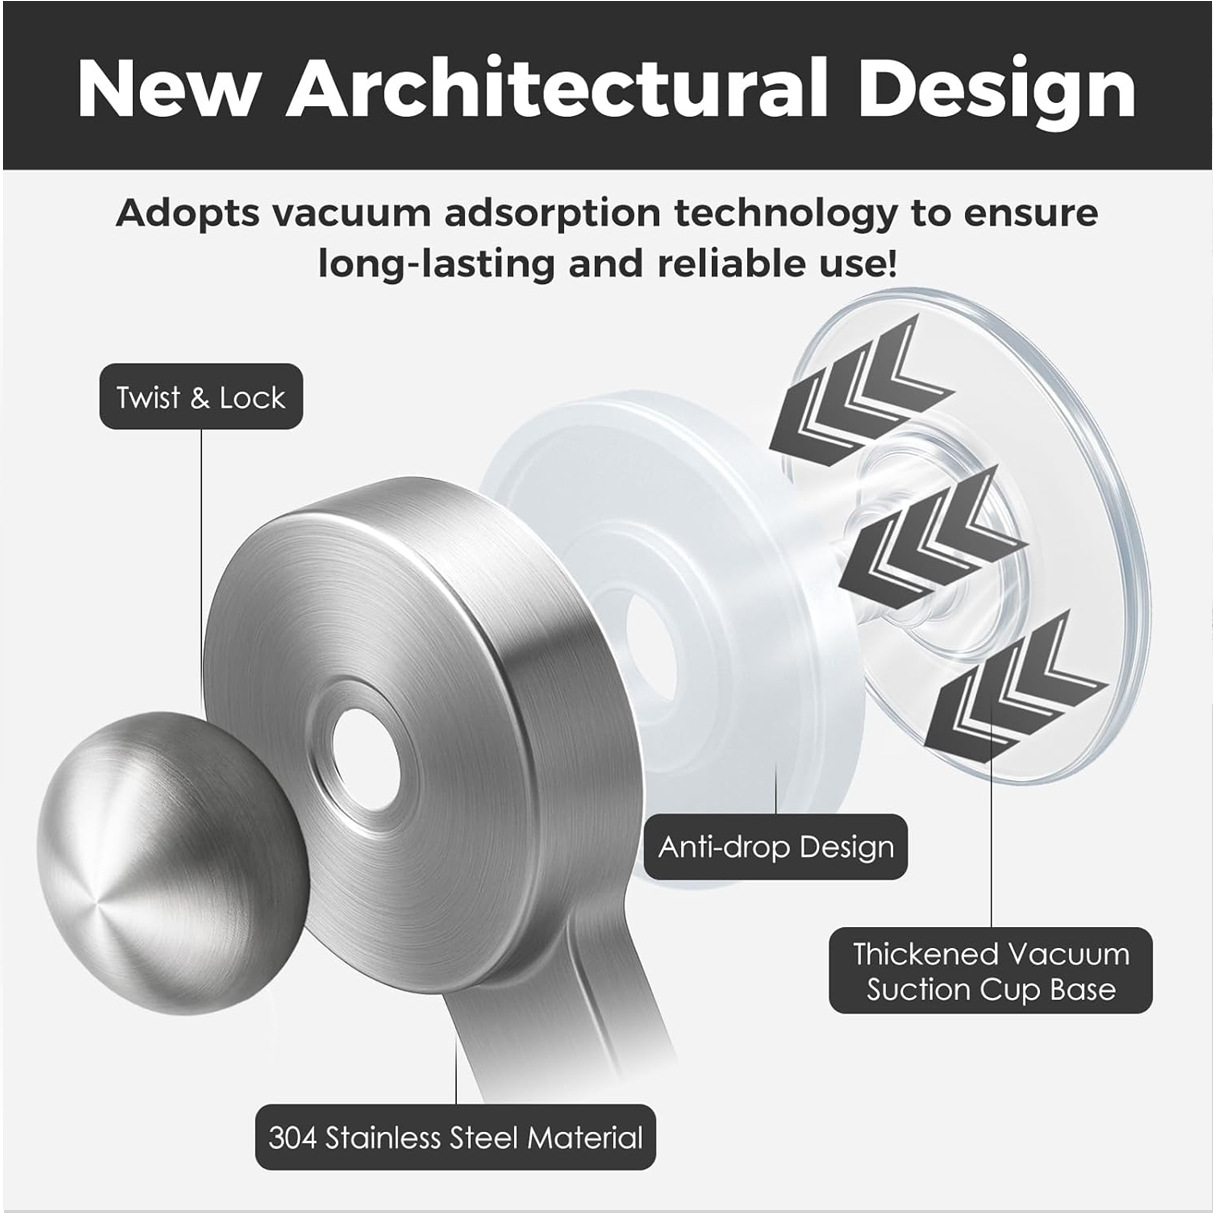 New Architectural Design
Adopts vacuum adsorption technology to ensure
long-lasting and reliable use!
Twist & Lock
Anti-drop Design
Thickened Vacuum
Suction Cup Base
304 Stainless Steel Material